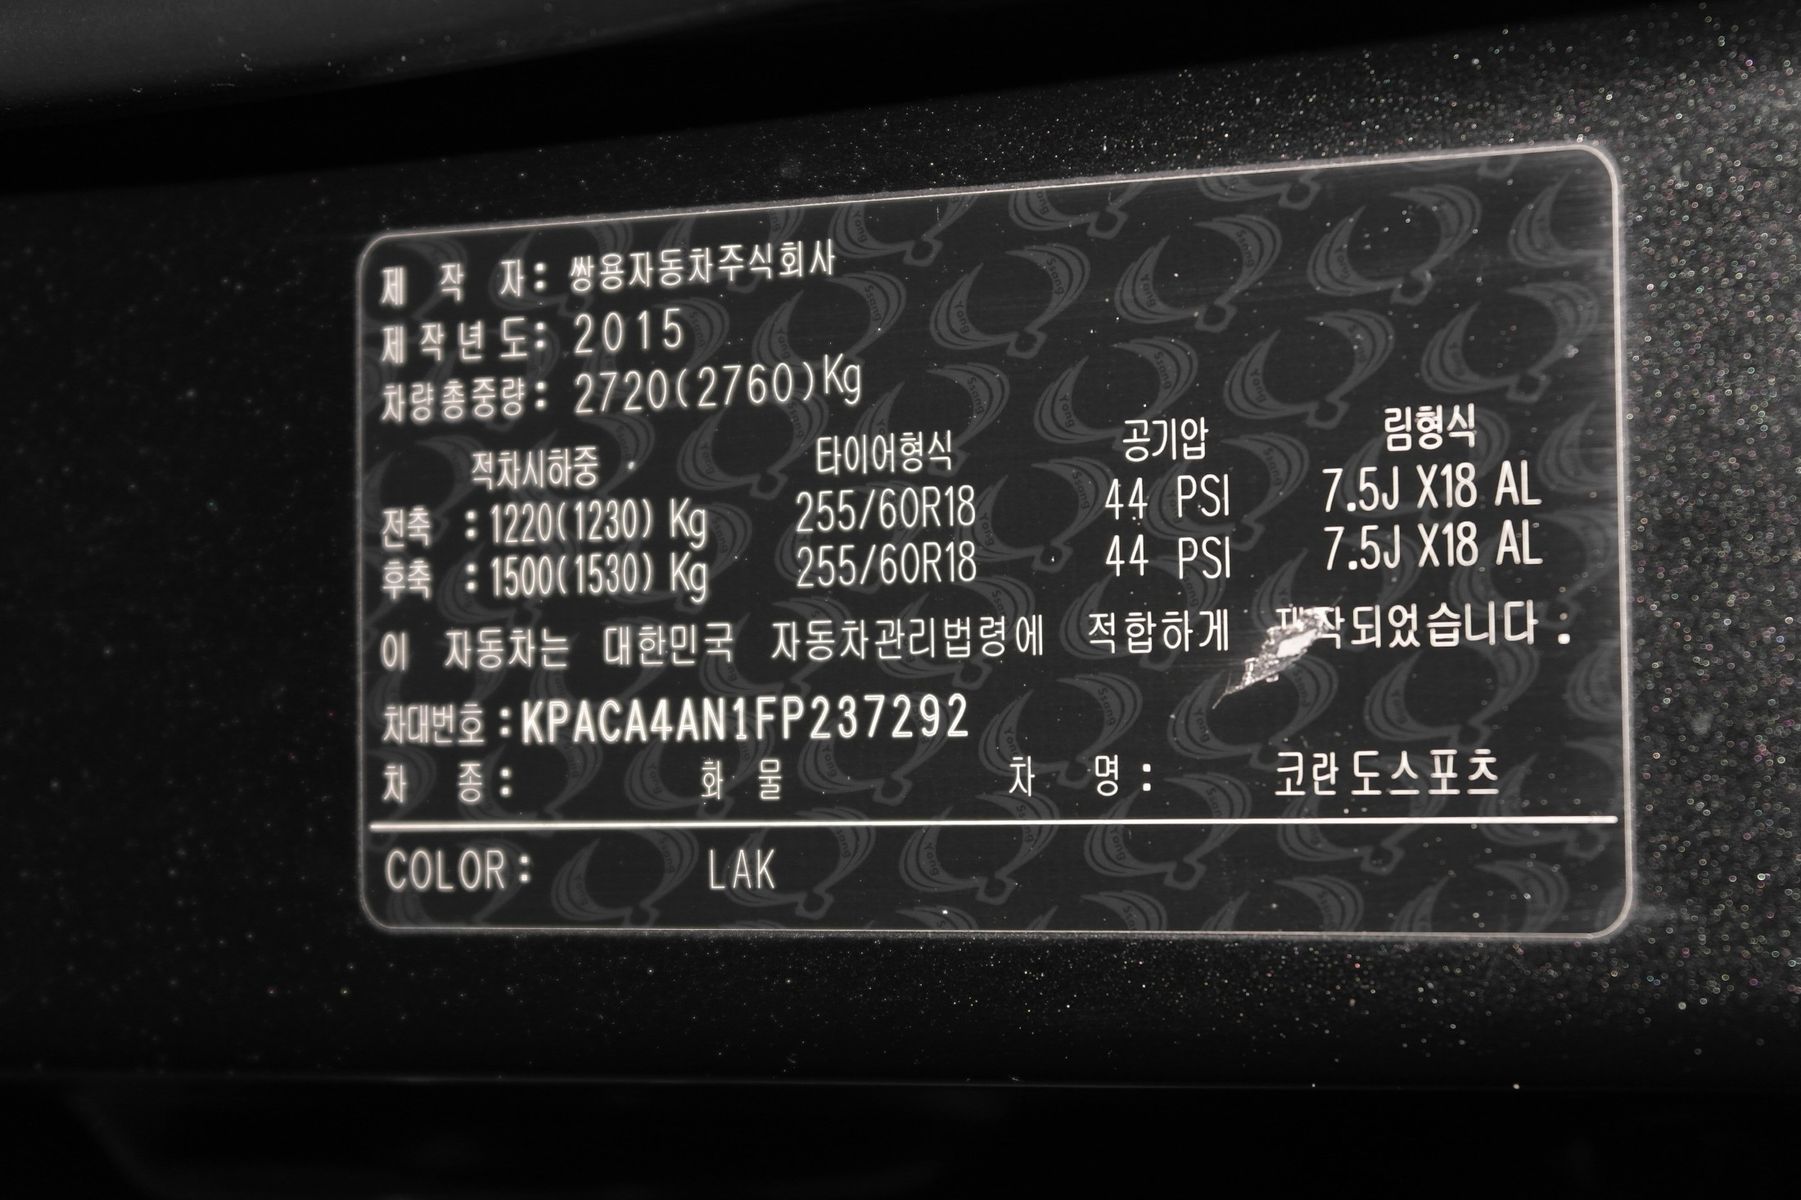 제 작 자: 쌍용자동차주식회사
제작년도: 2015
차량총중량: 2720(2760)Kg
적차시하중 타이어형식 공기압 림형식
전축 : 1220(1230) Kg 255/60R18 44 PSI 7.5J X18 AL
후축 : 1500(1530) Kg 255/60R18 44 PSI 7.5J X18 AL
이 자동차는 대한민국 자동차관리법령에 적합하게 제작되었습니다.
차대번호 : KPACA4AN1FP237292
차 종: 화 물 차 명: 코란도스포츠
COLOR: LAK